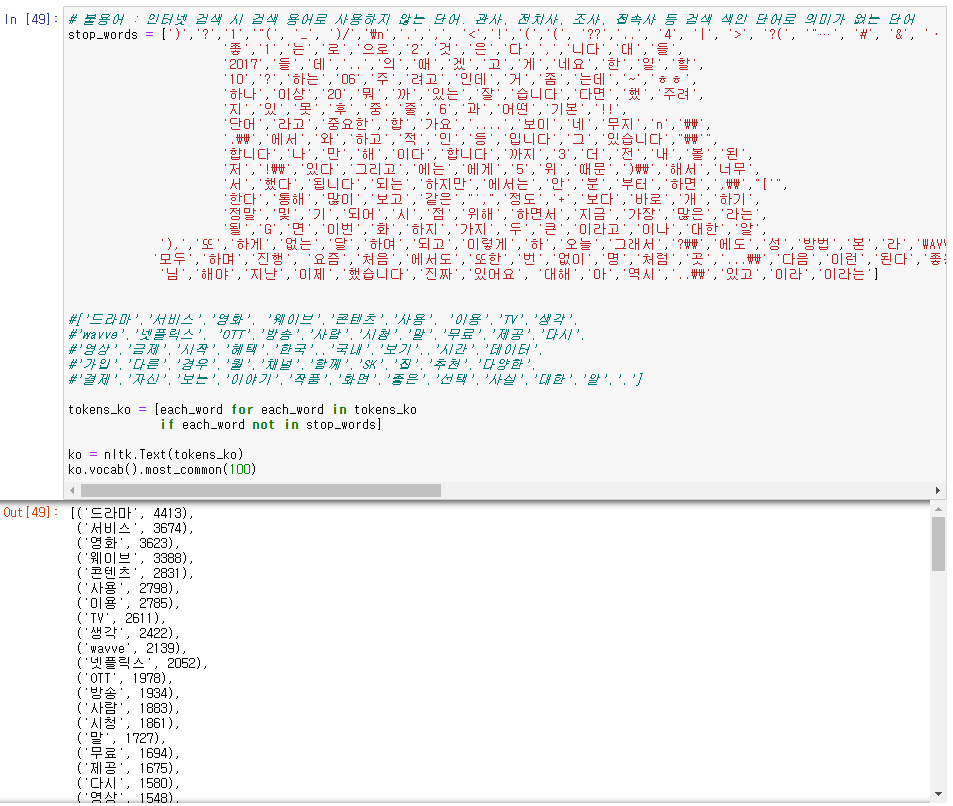 In [49]:
# 불용어 : 인터넷 검색 시 검색 용어로 사용하지 않는 단어. 관사, 전치사, 조사, 접속사 등 검색 색인 단어로 의미가 없는 단어
stop_words = [')','?','1','"(', '_', ')/', '₩n','.',',', '<','!','(','(', '??','..', '4', '|', '>', '?(', '"…', '#', '&', '·
'좋','1','는','로','으로','2','것','은','다',',','니다','대','들',
'2017','들','데','..','의','때','겠','고','게','네요','한','일','할',
'10','?','하는','06','주','려고','인데','거','좀','는데','~','ㅎㅎ',
'하나','이상','20','뭐','까','있는','잘','습니다','다면','했','주려',
'지','있','못','후','중','줄','6','과','어떤','기본','!!',
'단어','라고','중요한','합','가요','....','보이','네','무지','n','₩₩',
'.₩₩','에서','와','하고','적','인','등','입니다','그','있습니다',"₩₩'",
'합니다','나','만','해','이다','합니다','까지','3','더','전','내','볼','된',
'저','!₩₩','있다','그리고','에는','에게','5','위','때문',')₩₩','해서','너무',
'서','했다','됩니다','되는','하지만','에서는','안','분','부터','하면',',₩₩',"['",
'한다','통해','많이','보고','같은',"','",'정도','+','보다','바로','개','하기',
'정말','및','기','되어','시','점','위해','하면서','지금','가장','많은','라는',
'될','G','면','이번','화','하지','가지','두','큰','이라고','이나','대한','알',
').','또','하게','없는','달','하여','되고','이렇게','하','오늘','그래서','?₩₩','에도','성','방법','본','라','WAVV
'모두','하며','진행','요즘','처음','에서도','또한','번','없이','명','처럼','곳','...₩₩','다음','이런','된다','좋
'님','해야','지난','이제','했습니다','진짜','있어요', '대해','아','역시','..₩₩','있고','이라','이라는']
#['드라마','서비스','영화', '웨이브','콘텐츠','사용', '이용','TV','생각',
#'wavve','넷플릭스', 'OTT','방송','사람','시청','말','무료','제공','다시',
#'영상','금제','시작','혜택','한국', '국내','보기', '시간','데이터',
#'가입','다른','경우','월','채널','함께','SK','집','추천','다양한',
#'결제','자신','보는','이야기','작품','화면','좋은','선택','사실','대한','알','.']
tokens_ko = [each_word for each_word in tokens_ko
if each_word not in stop_words]
ko = nltk.Text(tokens_ko)
ko.vocab().most_common(100)
Out[49]:
[('드라마', 4413),
('서비스', 3674),
('영화', 3623),
('웨이브', 3388),
('콘텐츠', 2831),
('사용', 2798),
('이용', 2785),
('TV', 2611),
('생각', 2422),
('wavve', 2139),
('넷플릭스', 2052),
('OTT', 1978),
('방송', 1934),
('사람', 1883),
('시청', 1861),
('말', 1727),
('무료', 1694),
('제공', 1675),
('다시', 1580),
('영상', 1548),